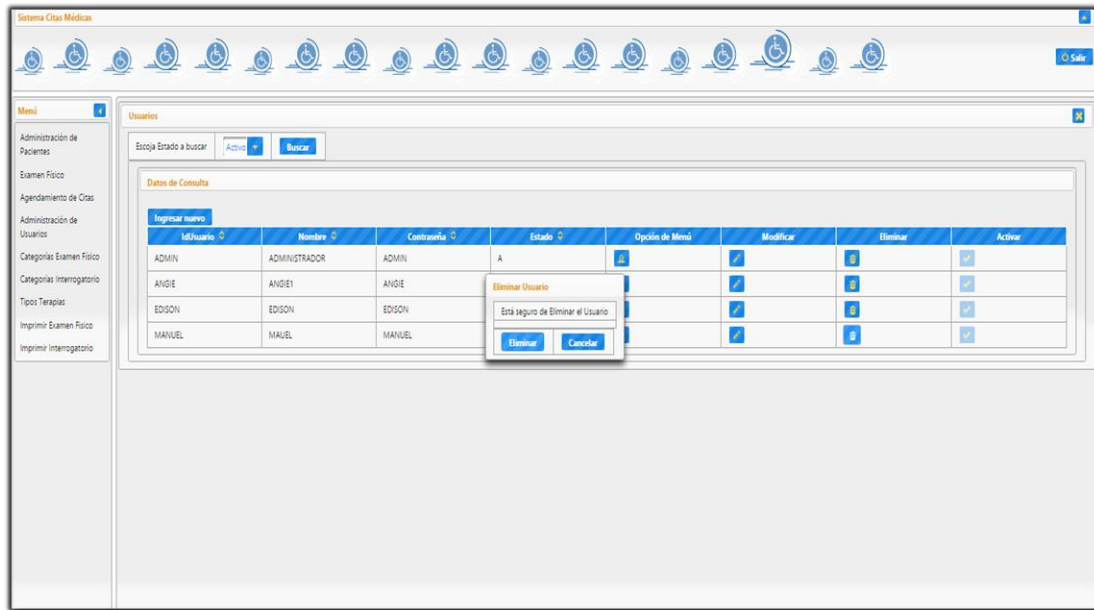 Sistema Citas Médicas
Salir
Menú
Administración de
Pacientes
Examen Físico
Agendamiento de Citas
Administración de
Usuarios
Categorías Examen Físico
Categorías Interrogatorio
Tipos Terapias
Imprimir Examen Físico
Imprimir Interrogatorio
Usuarios
Escoja Estado a buscar Activo Buscar
Datos de Consulta
Ingresar nuevo
IdUsuario Nombre Contraseña Estado Opción de Menú Modificar Eliminar Activar
ADMIN ADMINISTRADOR ADMIN A
ANGIE ANGIE1 ANGIE
EDISON EDISON EDISON
MANUEL MAUEL MANUEL
Eliminar Usuario
Está seguro de Eliminar el Usuario
Eliminar Cancelar